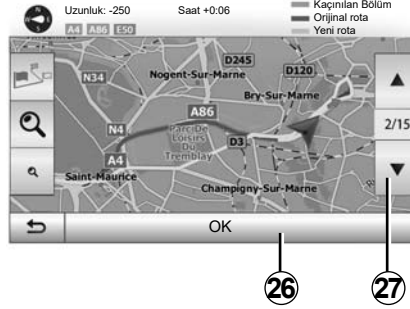 Uzunluk: -250 Saat +0:06
Kaçınılan Bölüm
Orijinal rota
Yeni rota
A4 A86 E50
D245
N34
Nogent-Sur-Marne
D120
Bry-Sur-Marne
A86
2/15
N4
Parc De
Loisirs
Du
Tremblay
D3
A4
Saint-Maurice
Champigny-Sur-Marne
OK
26
27